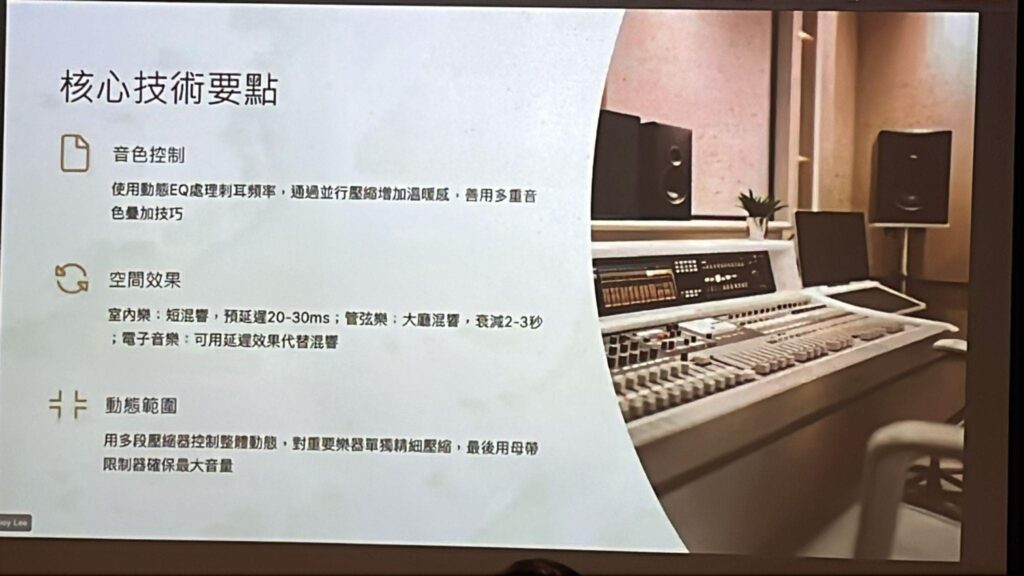 核心技術要點
音色控制
使用動態EQ處理刺耳頻率，通過並行壓縮增加溫暖感，善用多重音
色疊加技巧
空間效果
室內樂：短混響，預延遲20-30ms；管弦樂：大廳混響，衰減2-3秒
；電子音樂：可用延遲效果代替混響
動態範圍
用多段壓縮器控制整體動態，對重要樂器單獨精細壓縮，最後用母帶
限制器確保最大音量
Lee